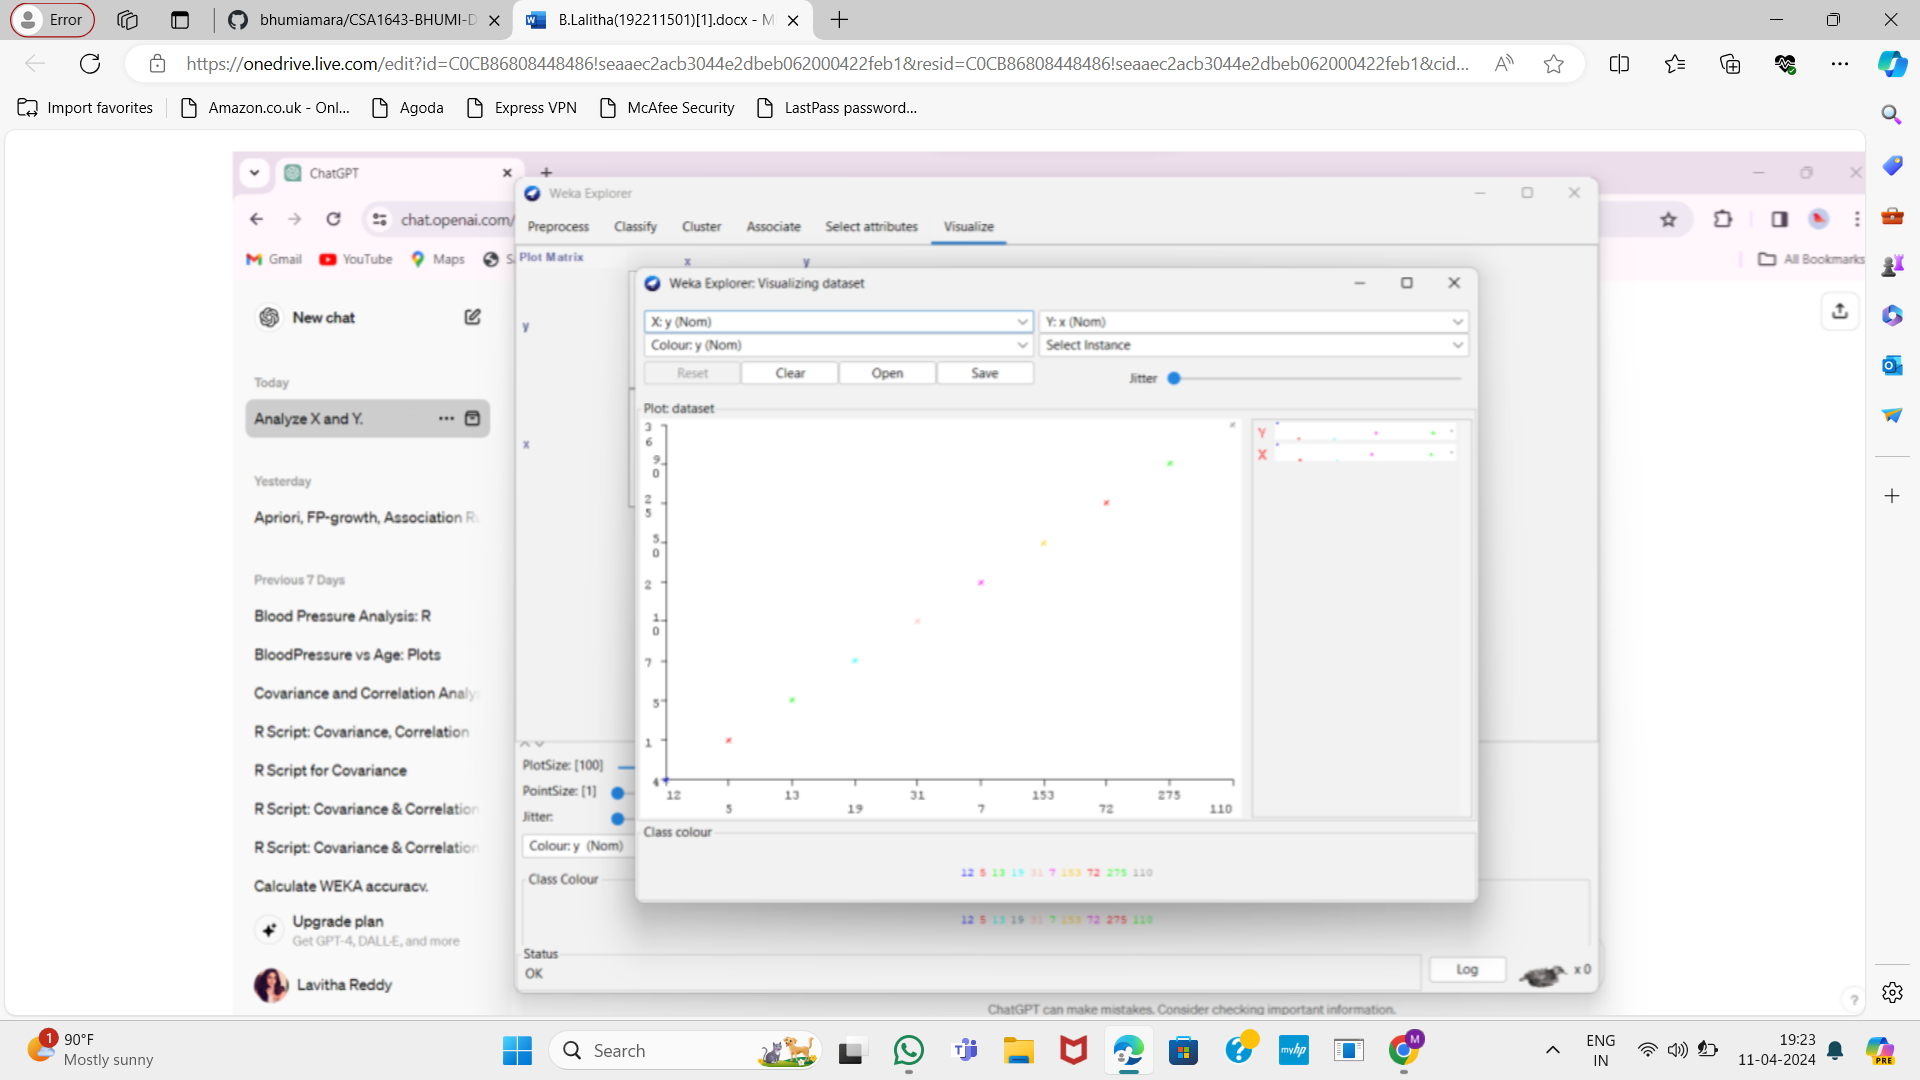 Error
bhumiamara/CSA1643-BHUMI-D
B.Lalitha(192211501)[1].docx - M
https://onedrive.live.com/edit?id=C0CB86808448486!seaaec2acb3044e2dbeb062000422feb1&resid=C0CB86808448486!seaaec2acb3044e2dbeb062000422feb1&cid...
Import favorites
Amazon.co.uk - Onl...
Agoda
Express VPN
McAfee Security
LastPass password...
ChatGPT
chat.openai.com/
Gmail
YouTube
Maps
All Bookmarks
New chat
Today
Analyze X and Y.
Yesterday
Apriori, FP-growth, Association Ru
Previous 7 Days
Blood Pressure Analysis: R
BloodPressure vs Age: Plots
Covariance and Correlation Analy
R Script: Covariance, Correlation
R Script for Covariance
R Script: Covariance & Correlation
R Script: Covariance & Correlation
Calculate WEKA accuracy.
Upgrade plan
Get GPT-4, DALL·E, and more
Lavitha Reddy
Weka Explorer
Preprocess
Classify
Cluster
Associate
Select attributes
Visualize
Plot Matrix
x
y
y
x
PlotSize: [100]
PointSize: [1]
Jitter:
Colour: y (Nom)
Class Colour
12 5 13 19 31 7 153 72 275 110
Status
OK
Log
x 0
Weka Explorer: Visualizing dataset
X: y (Nom)
Y: x (Nom)
Colour: y (Nom)
Select Instance
Reset
Clear
Open
Save
Jitter
Plot: dataset
36
90
25
50
2
10
7
5
1
4
12
5
13
19
31
7
153
72
275
110
Y
X
Class colour
12 5 13 19 31 7 153 72 275 110
ChatGPT can make mistakes. Consider checking important information.
?
1
90°F
Mostly sunny
Search
myhp
M
ENG
IN
19:23
11-04-2024
PRE